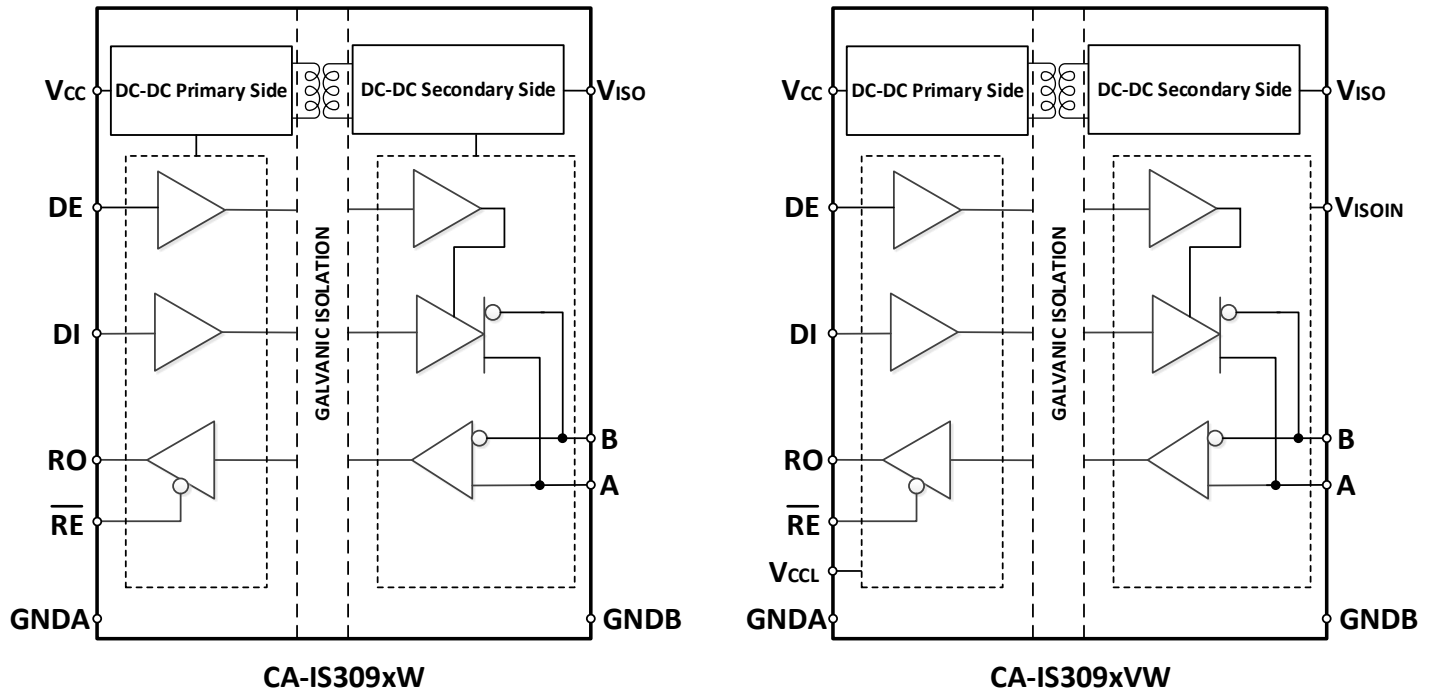 DC-DC Primary Side
DC-DC Secondary Side
VCC
VISO
DE
DI
GALVANIC ISOLATION
RO
B
A
RE
GNDA
GNDB
CA-IS309xW
DC-DC Primary Side
DC-DC Secondary Side
VCC
VISO
DE
VISOIN
DI
GALVANIC ISOLATION
RO
B
A
RE
VCCL
GNDA
GNDB
CA-IS309xVW